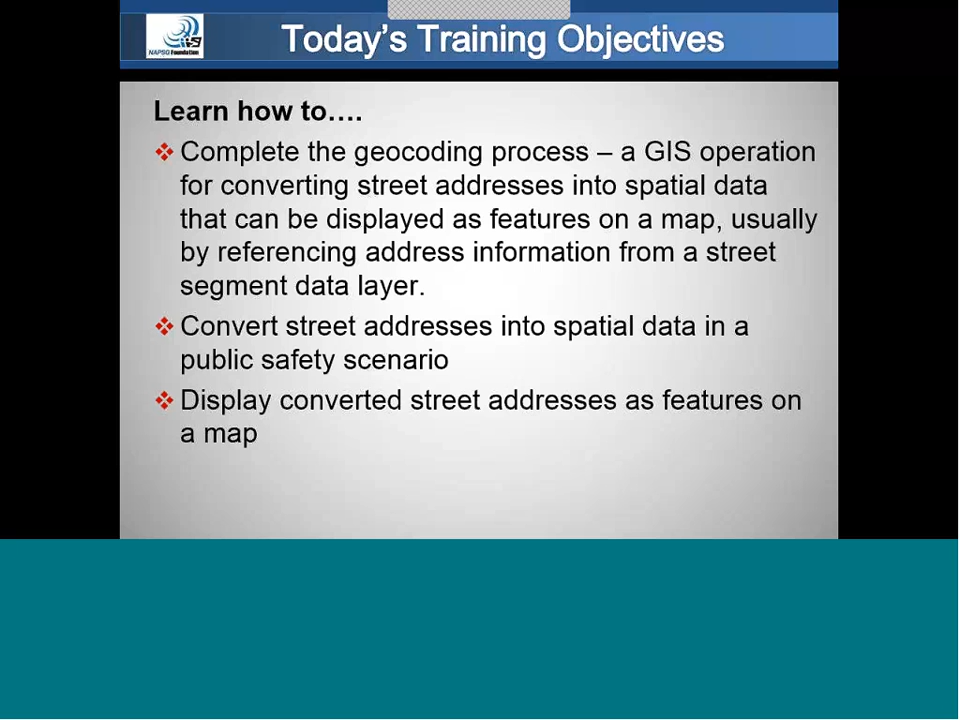 Today's Training Objectives
NAPSG Foundation
Learn how to….
Complete the geocoding process – a GIS operation
for converting street addresses into spatial data
that can be displayed as features on a map, usually
by referencing address information from a street
segment data layer.
Convert street addresses into spatial data in a
public safety scenario
Display converted street addresses as features on
a map